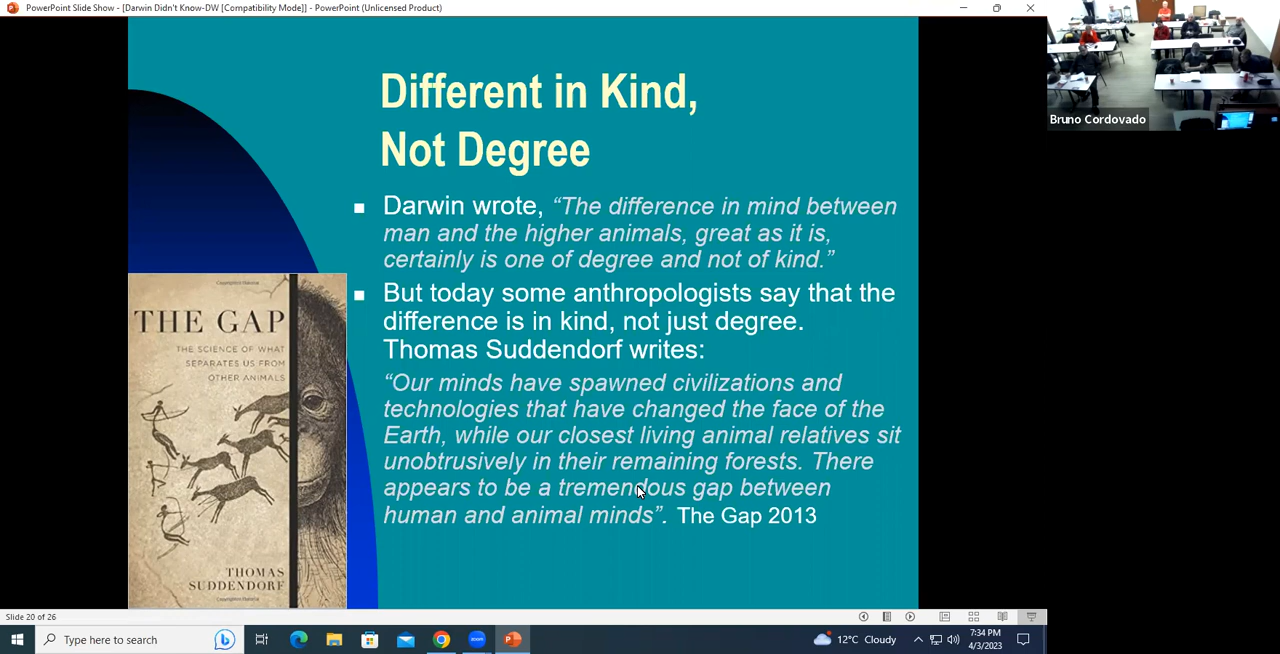 PowerPoint Slide Show - [Darwin Didn't Know-DW [Compatibility Mode]] - PowerPoint (Unlicensed Product)
Bruno Cordovado
Different in Kind,
Not Degree
Darwin wrote, “The difference in mind between
man and the higher animals, great as it is,
certainly is one of degree and not of kind.”
But today some anthropologists say that the
difference is in kind, not just degree.
Thomas Suddendorf writes:
“Our minds have spawned civilizations and
technologies that have changed the face of the
Earth, while our closest living animal relatives sit
unobtrusively in their remaining forests. There
appears to be a tremendous gap between
human and animal minds”. The Gap 2013
THE GAP
THE SCIENCE OF WHAT
SEPARATES US FROM
OTHER ANIMALS
THOMAS
SUDDENDORF
Slide 20 of 26
Type here to search
zoom
12°C Cloudy
7:34 PM
4/3/2023